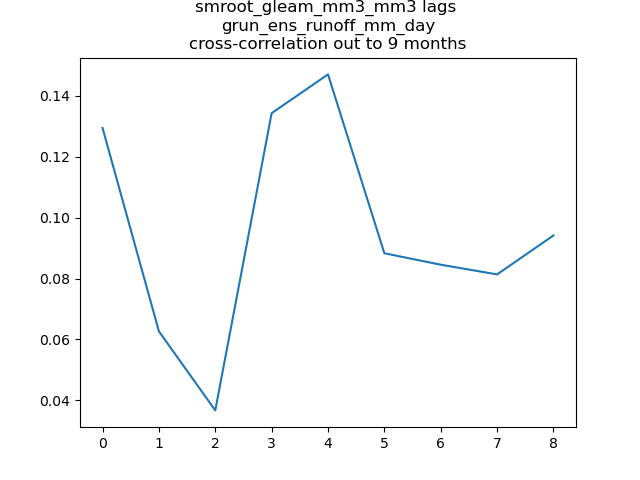 smroot_gleam_mm3_mm3 lags
grun_ens_runoff_mm_day
cross-correlation out to 9 months
0.14
0.12
0.10
0.08
0.06
0.04
0 1 2 3 4 5 6 7 8